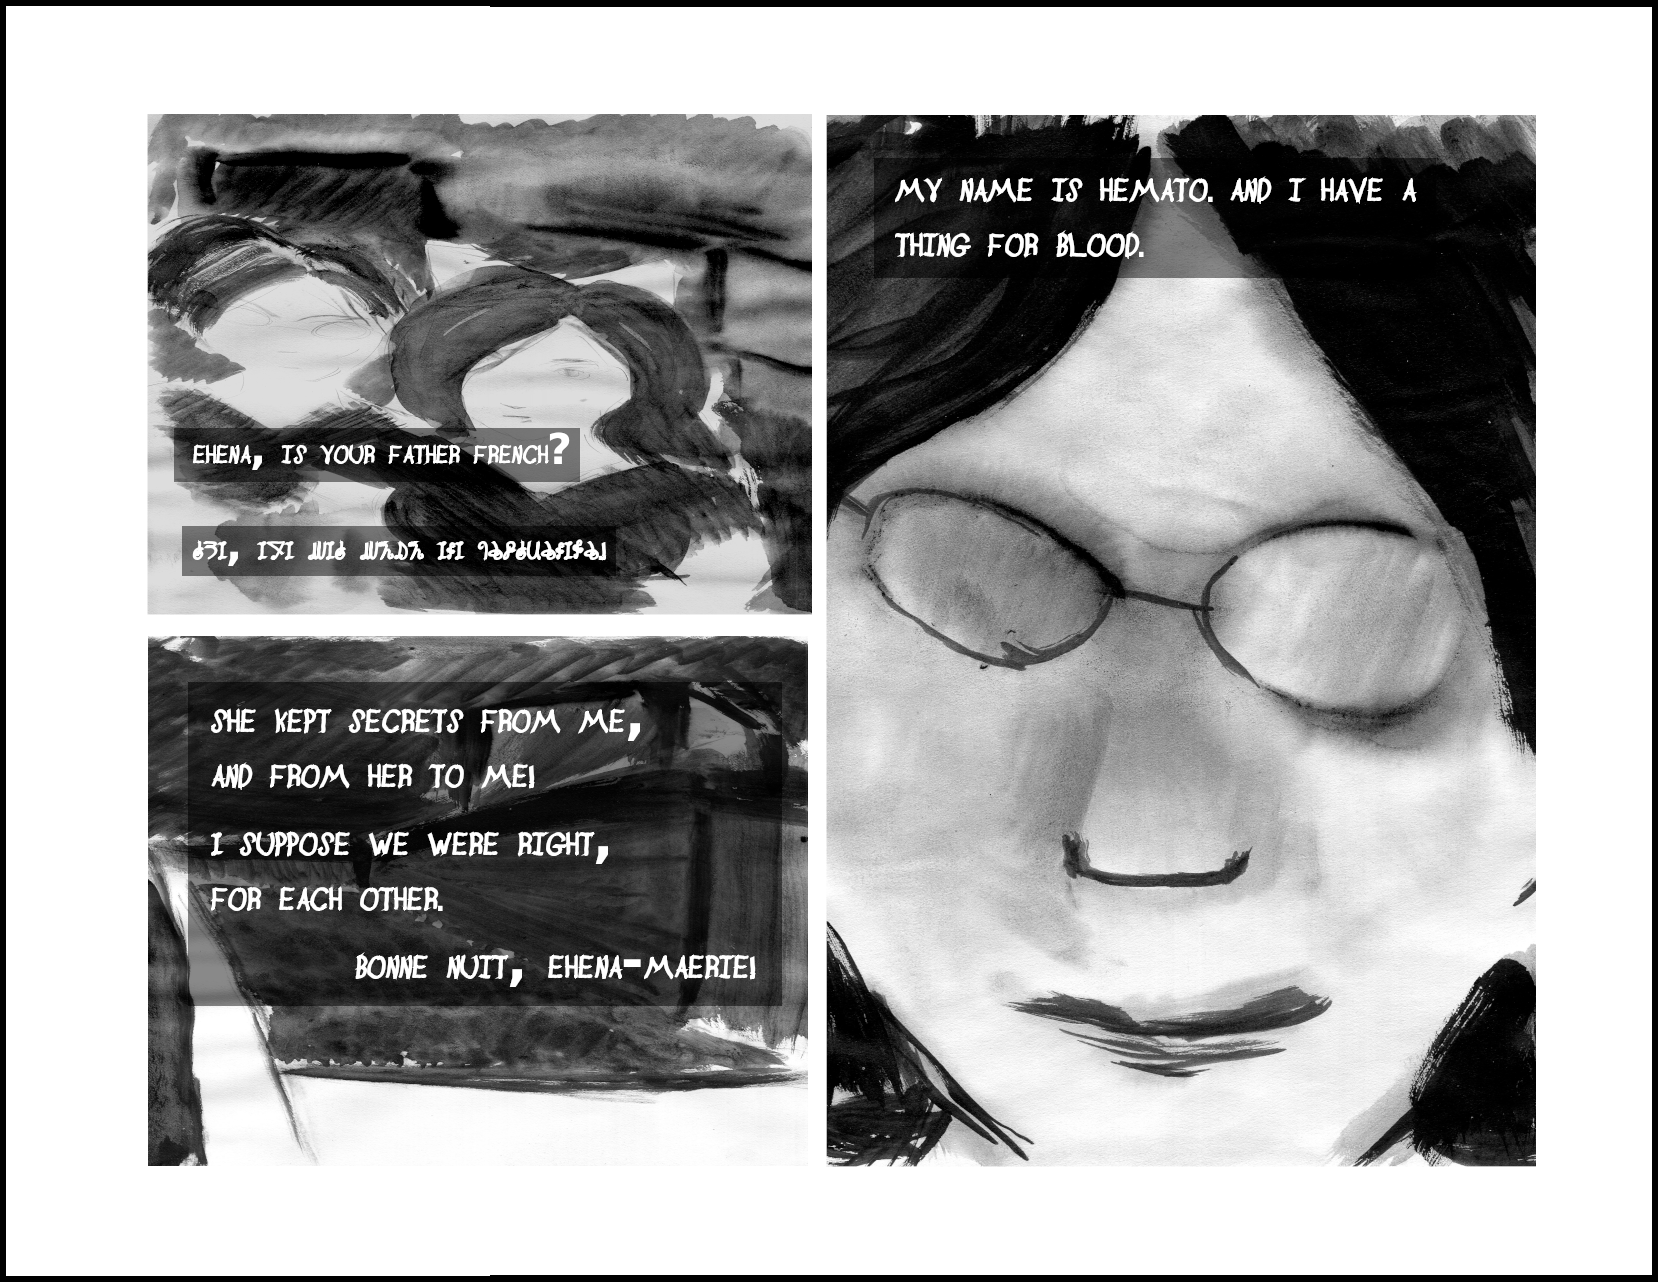 EHENA, IS YOUR FATHER FRENCH?
SHE KEPT SECRETS FROM ME,
AND FROM HER TO ME!
I SUPPOSE WE WERE RIGHT,
FOR EACH OTHER.
BONNE NUIT, EHENA-MAERIE!
MY NAME IS HEMATO. AND I HAVE A
THING FOR BLOOD.